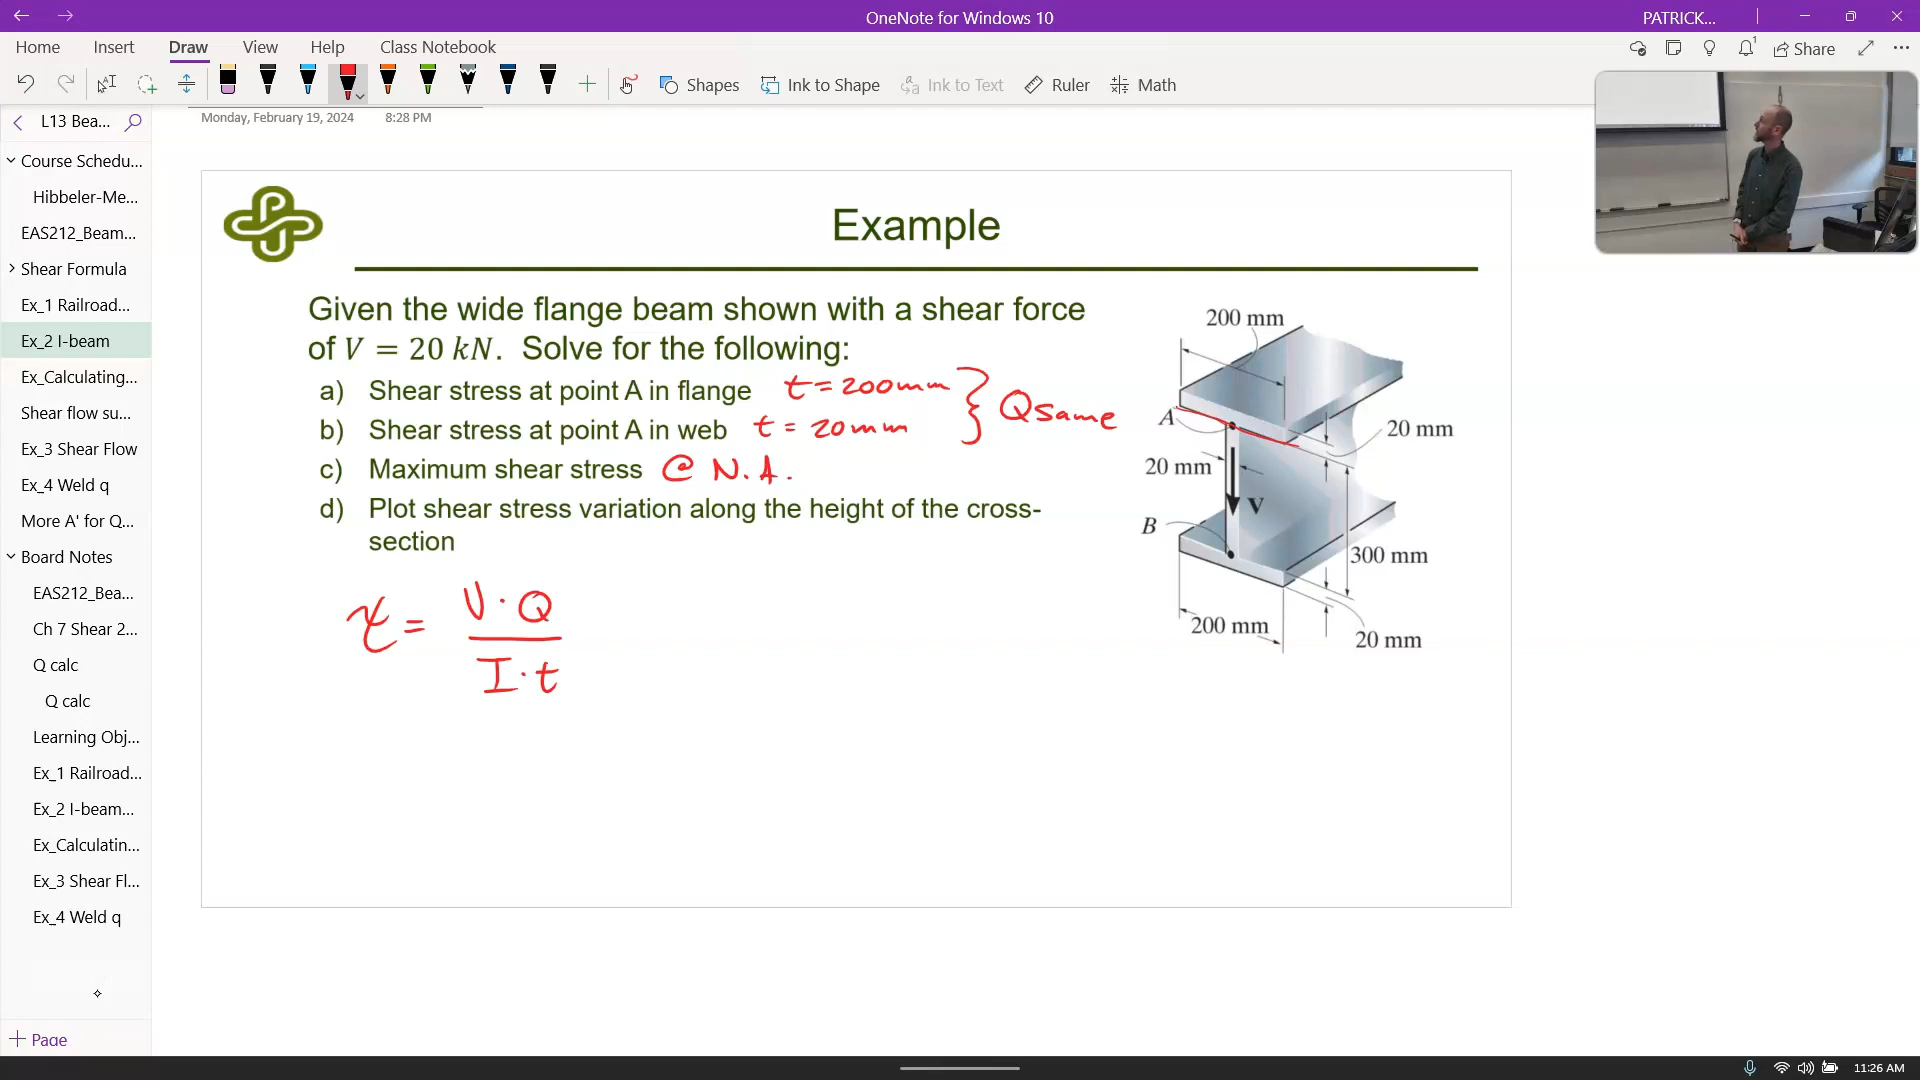 OneNote for Windows 10
PATRICK...
Home Insert Draw View Help Class Notebook
Share
Shapes Ink to Shape Ink to Text Ruler Math
L13 Bea...
Course Schedu...
Hibbeler-Me...
EAS212_Beam...
Shear Formula
Ex_1 Railroad...
Ex_2 I-beam
Ex_Calculating...
Shear flow su...
Ex_3 Shear Flow
Ex_4 Weld q
More A' for Q...
Board Notes
EAS212_Bea...
Ch 7 Shear 2...
Q calc
Q calc
Learning Obj...
Ex_1 Railroad...
Ex_2 I-beam...
Ex_Calculatin...
Ex_3 Shear Fl...
Ex_4 Weld q
Page
Monday, February 19, 2024 8:28 PM
Example
Given the wide flange beam shown with a shear force
of V = 20 kN. Solve for the following:
a) Shear stress at point A in flange t = 200mm
b) Shear stress at point A in web t = 20mm
} Q same
c) Maximum shear stress @ N.A.
d) Plot shear stress variation along the height of the cross-
section
τ = V · Q
I · t
200 mm
A
20 mm
20 mm
V
B
300 mm
200 mm
20 mm
11:26 AM